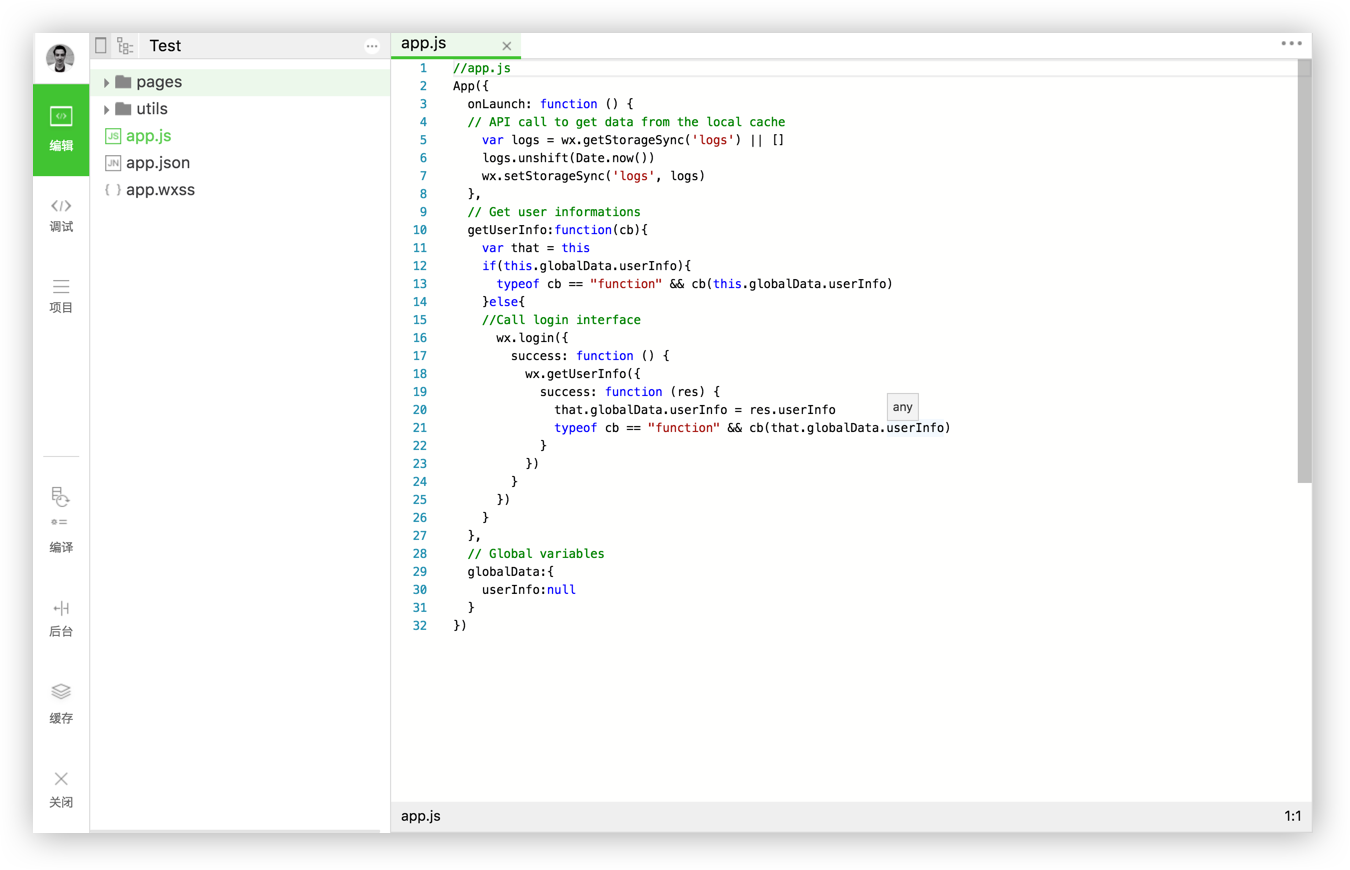 编辑
调试
项目
编译
后台
缓存
关闭
Test
pages
utils
JS app.js
JN app.json
{ } app.wxss
app.js
1 //app.js
2 App({
3   onLaunch: function () {
4   // API call to get data from the local cache
5     var logs = wx.getStorageSync('logs') || []
6     logs.unshift(Date.now())
7     wx.setStorageSync('logs', logs)
8   },
9   // Get user informations
10   getUserInfo:function(cb){
11     var that = this
12     if(this.globalData.userInfo){
13       typeof cb == "function" && cb(this.globalData.userInfo)
14     }else{
15     //Call login interface
16       wx.login({
17         success: function () {
18           wx.getUserInfo({
19             success: function (res) {
20               that.globalData.userInfo = res.userInfo
any
21               typeof cb == "function" && cb(that.globalData.userInfo)
22             }
23           })
24         }
25       })
26     }
27   },
28   // Global variables
29   globalData:{
30     userInfo:null
31   }
32 })
app.js 1:1